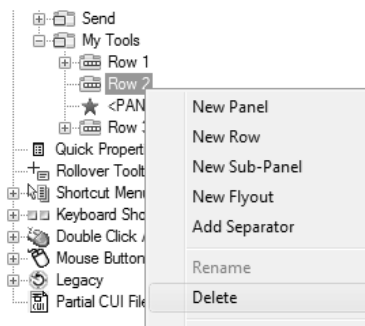 Send
My Tools
Row 1
Row 2
<PAN
Row
Quick Propert
Rollover Toolt
Shortcut Menu
Keyboard Sho
Double Click
Mouse Button
Legacy
Partial CUI File
New Panel
New Row
New Sub-Panel
New Flyout
Add Separator
Rename
Delete